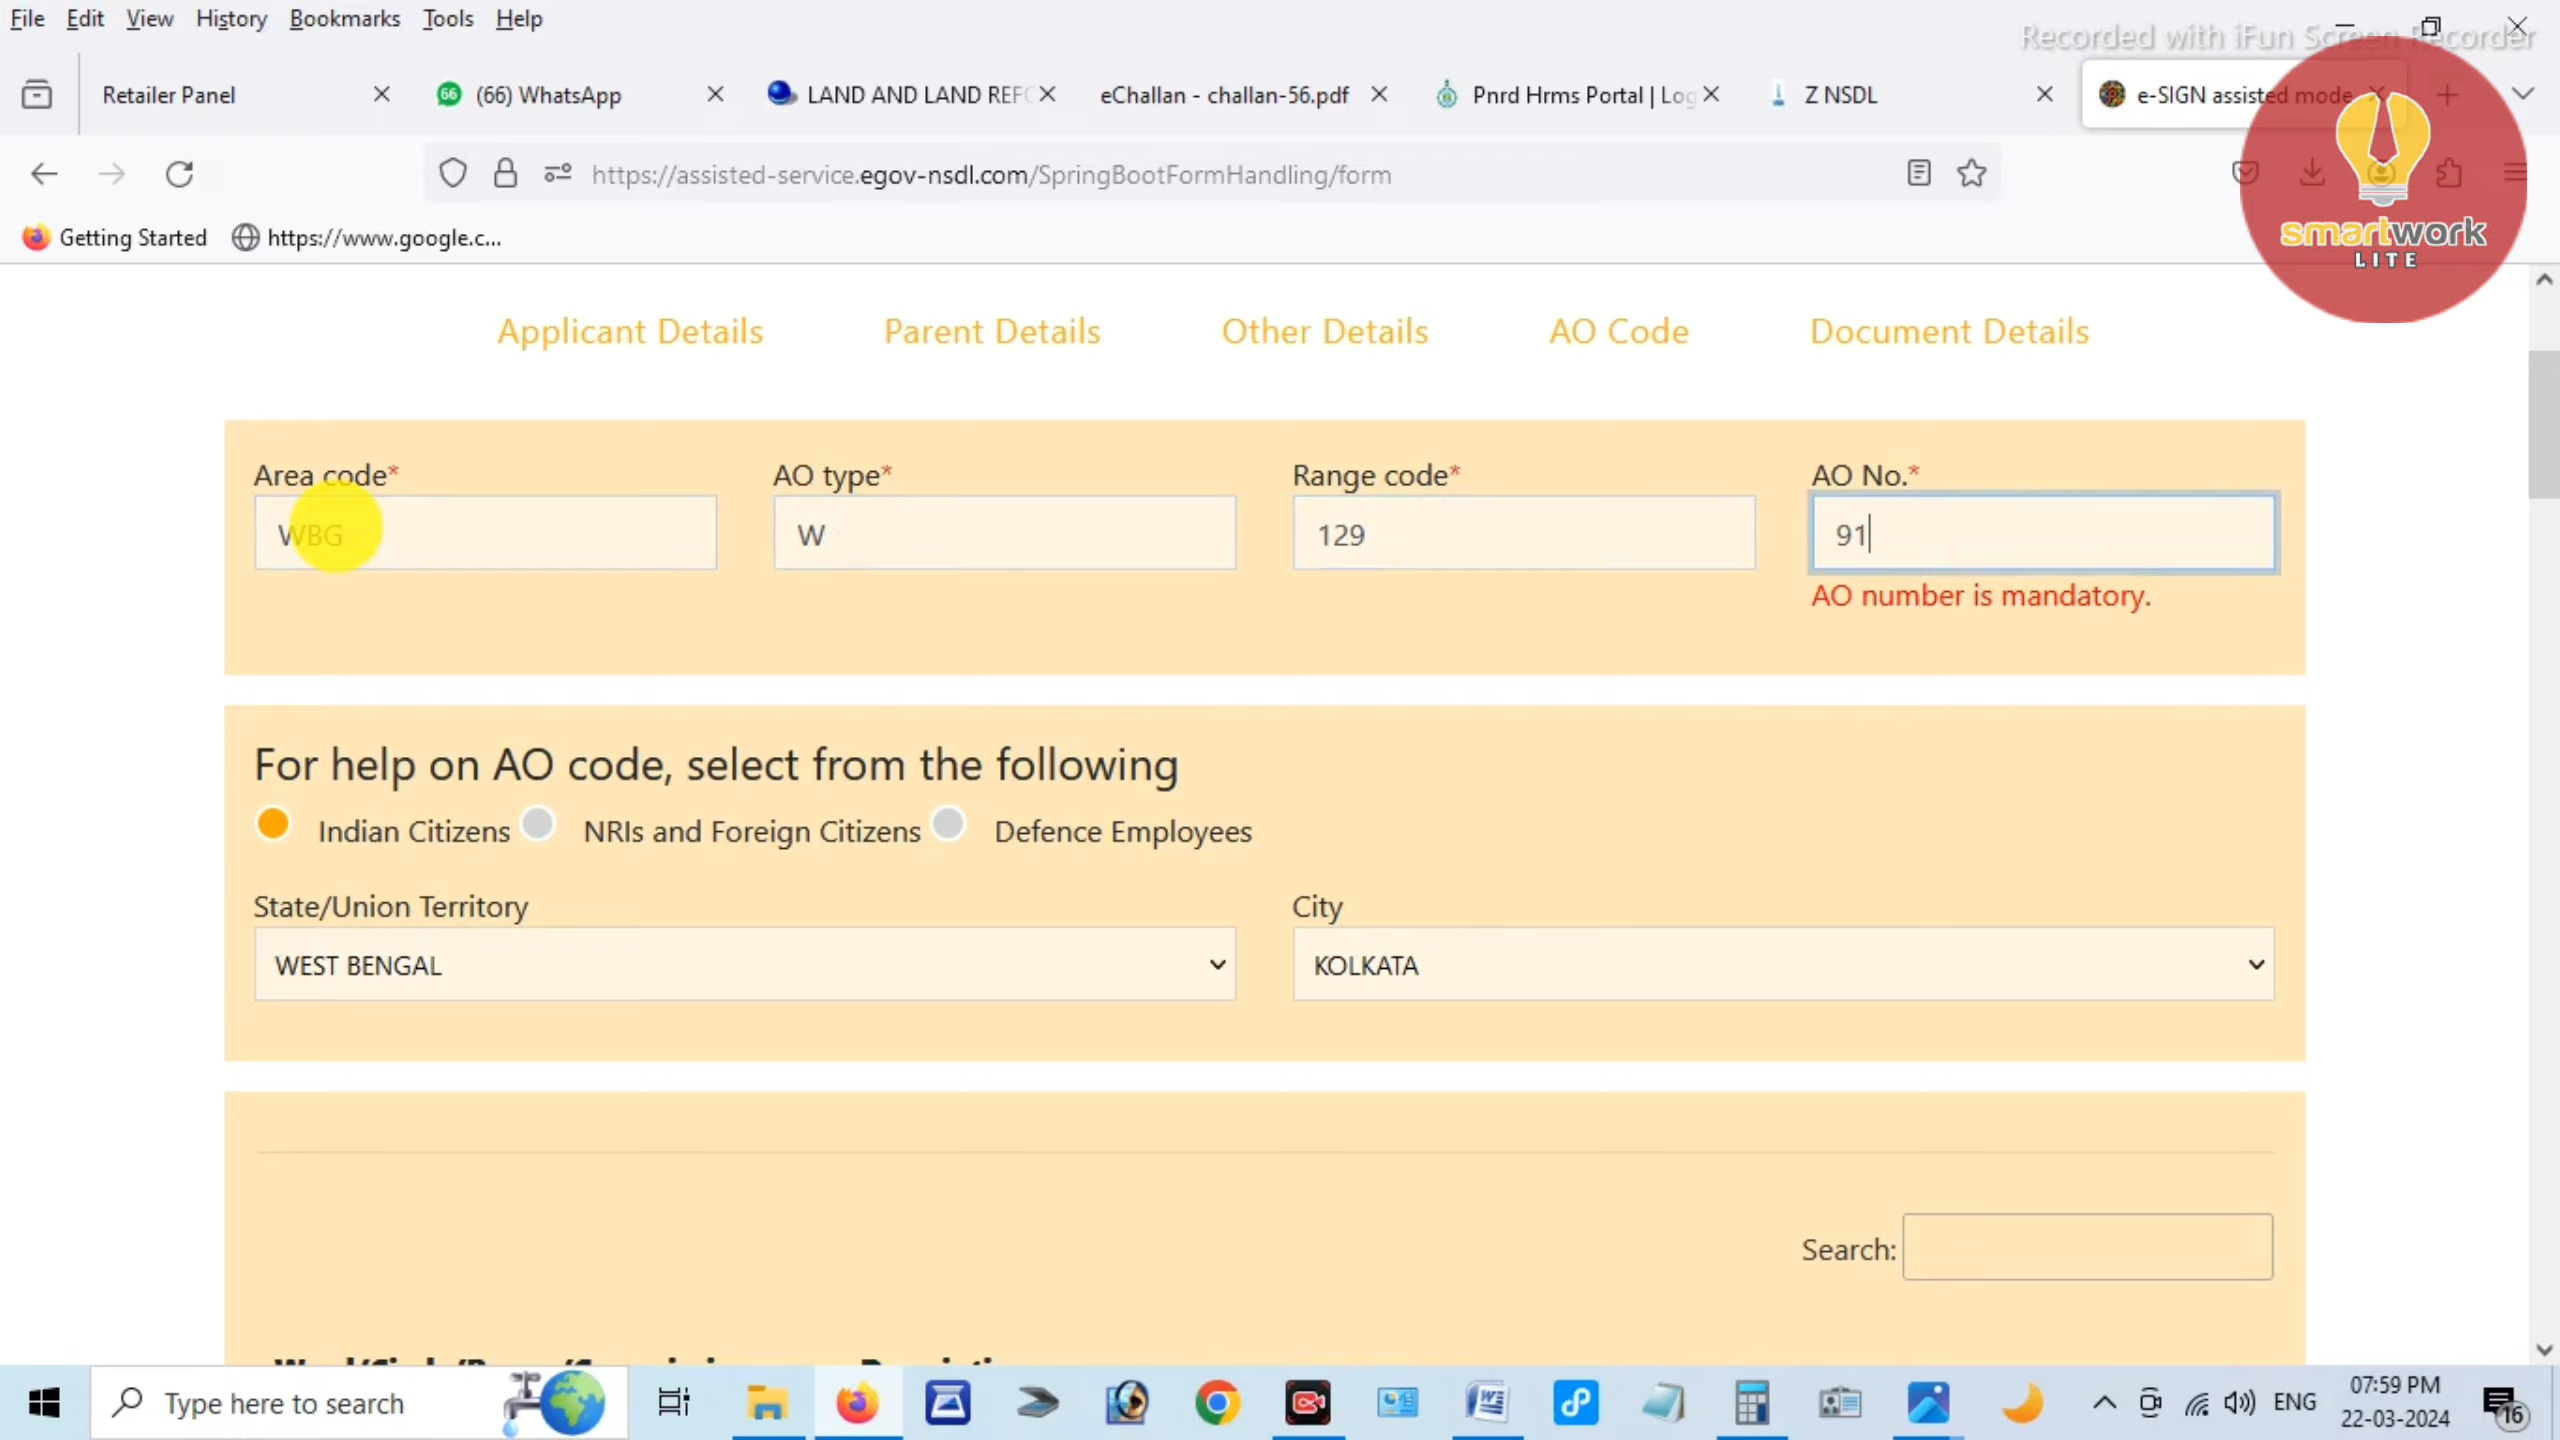 File Edit View History Bookmarks Tools Help
Recorded with iFun Screen Recorder
Retailer Panel
66 (66) WhatsApp
LAND AND LAND REFC
eChallan - challan-56.pdf
Pnrd Hrms Portal | Log
Z NSDL
e-SIGN assisted mode
https://assisted-service.egov-nsdl.com/SpringBootFormHandling/form
Getting Started https://www.google.c...
smartwork
LITE
Applicant Details Parent Details Other Details AO Code Document Details
Area code* AO type* Range code* AO No.*
WBG W 129 91
AO number is mandatory.
For help on AO code, select from the following
Indian Citizens NRIs and Foreign Citizens Defence Employees
State/Union Territory City
WEST BENGAL KOLKATA
Search:
Type here to search
ENG
07:59 PM
22-03-2024
16